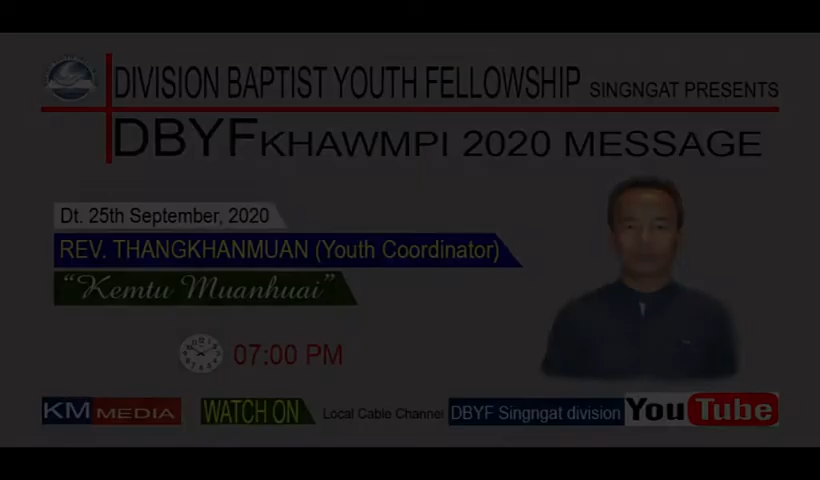 DIVISION BAPTIST YOUTH FELLOWSHIP SINGNGAT PRESENTS
DBYF KHAWMPI 2020 MESSAGE
Dt. 25th September, 2020
REV. THANGKHANMUAN (Youth Coordinator)
"Kemtu Muanhuai"
07:00 PM
KM MEDIA WATCH ON Local Cable Channel DBYF Singngat division YouTube